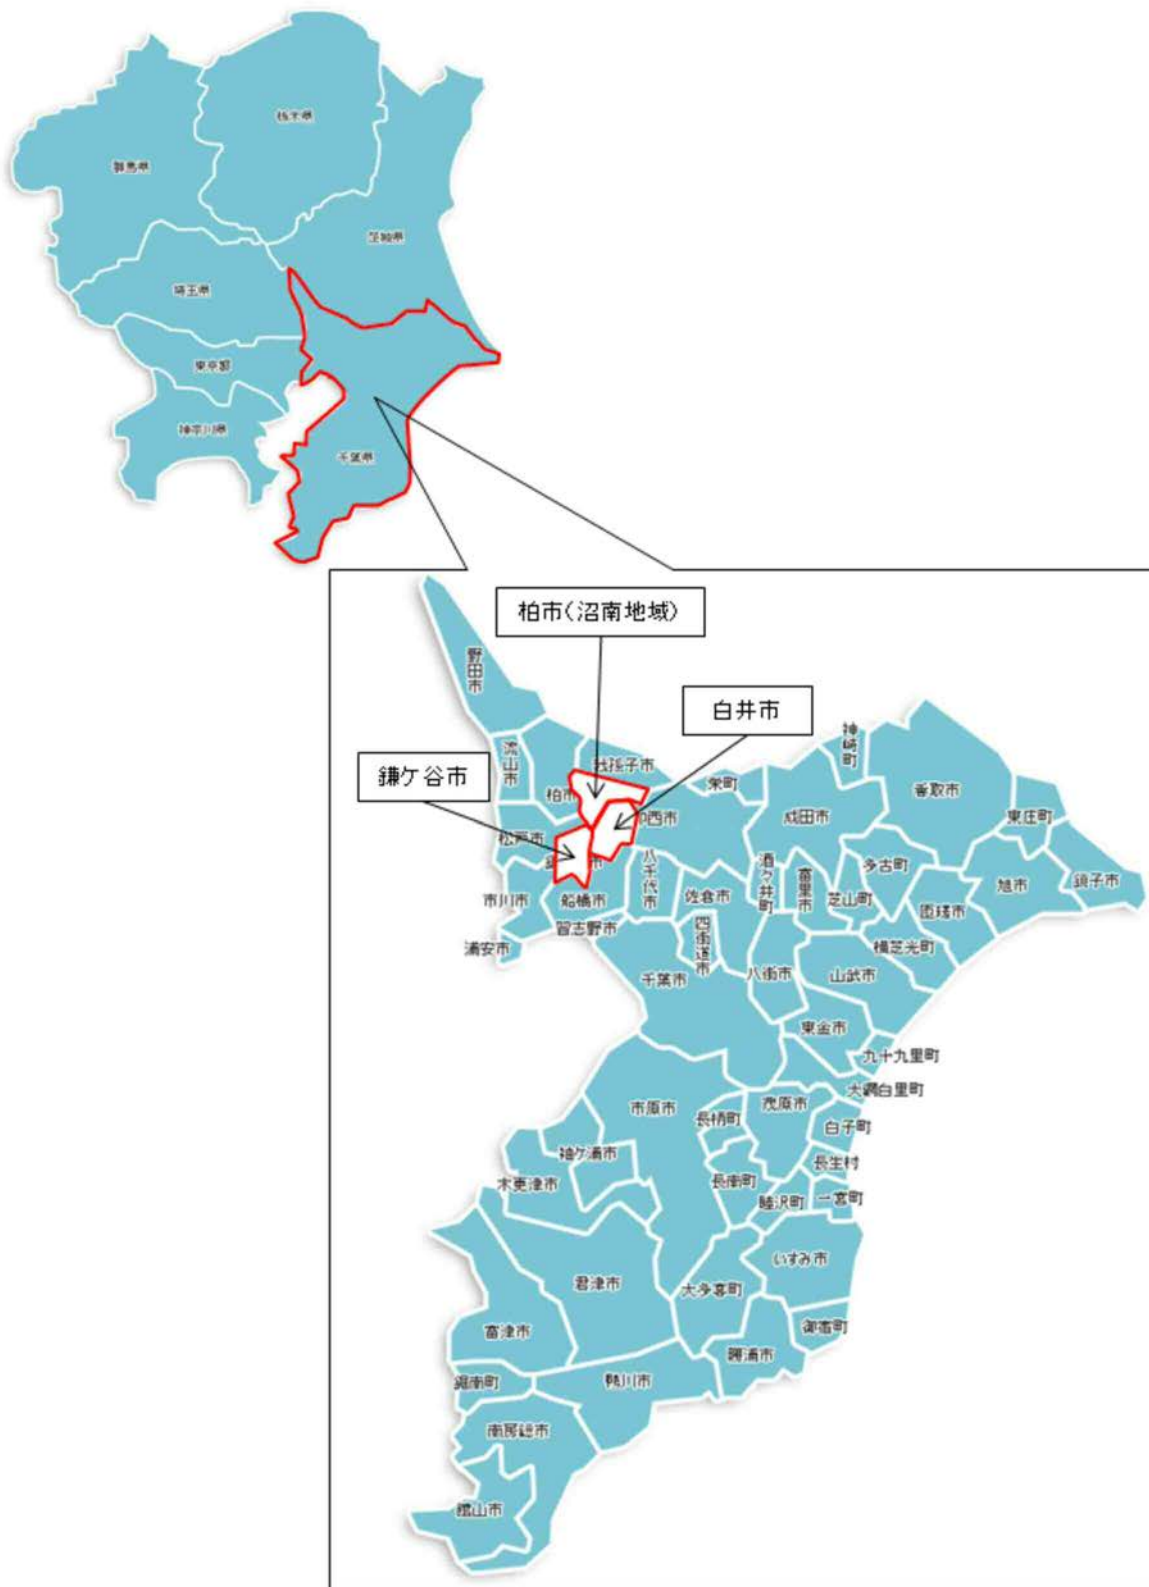 栃木県
群馬県
茨城県
埼玉県
東京都
神奈川県
千葉県
柏市(沼南地域)
野田市
白井市
神崎町
流山市
我孫子市
鎌ケ谷市
栄町
香取市
柏市
成田市
印西市
東庄町
松戸市
多古町
八千代市
酒々井町
富里市
旭市
銚子市
市川市
船橋市
佐倉市
芝山町
匝瑳市
習志野市
四街道市
浦安市
横芝光町
千葉市
八街市
山武市
東金市
九十九里町
大網白里町
市原市
長柄町
茂原市
白子町
袖ケ浦市
長生村
木更津市
長南町
睦沢町
一宮町
いすみ市
君津市
大多喜町
富津市
御宿町
勝浦市
鋸南町
鴨川市
南房総市
館山市